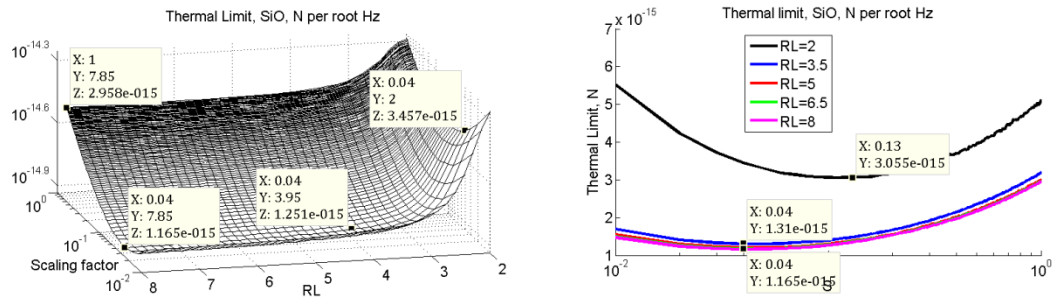 Thermal Limit, SiO, N per root Hz
10^-14.3
10^-14.6
10^-14.9
X: 1
Y: 7.85
Z: 2.958e-015
X: 0.04
Y: 2
Z: 3.457e-015
X: 0.04
Y: 3.95
Z: 1.251e-015
X: 0.04
Y: 7.85
Z: 1.165e-015
10^0
10^-1
10^-2
Scaling factor
8
7
6
5
4
3
2
RL
Thermal limit, SiO, N per root Hz
x 10^-15
7
6
5
4
3
2
1
Thermal Limit, N
RL=2
RL=3.5
RL=5
RL=6.5
RL=8
X: 0.13
Y: 3.055e-015
X: 0.04
Y: 1.31e-015
X: 0.04
Y: 1.165e-015
10^-2
10^0